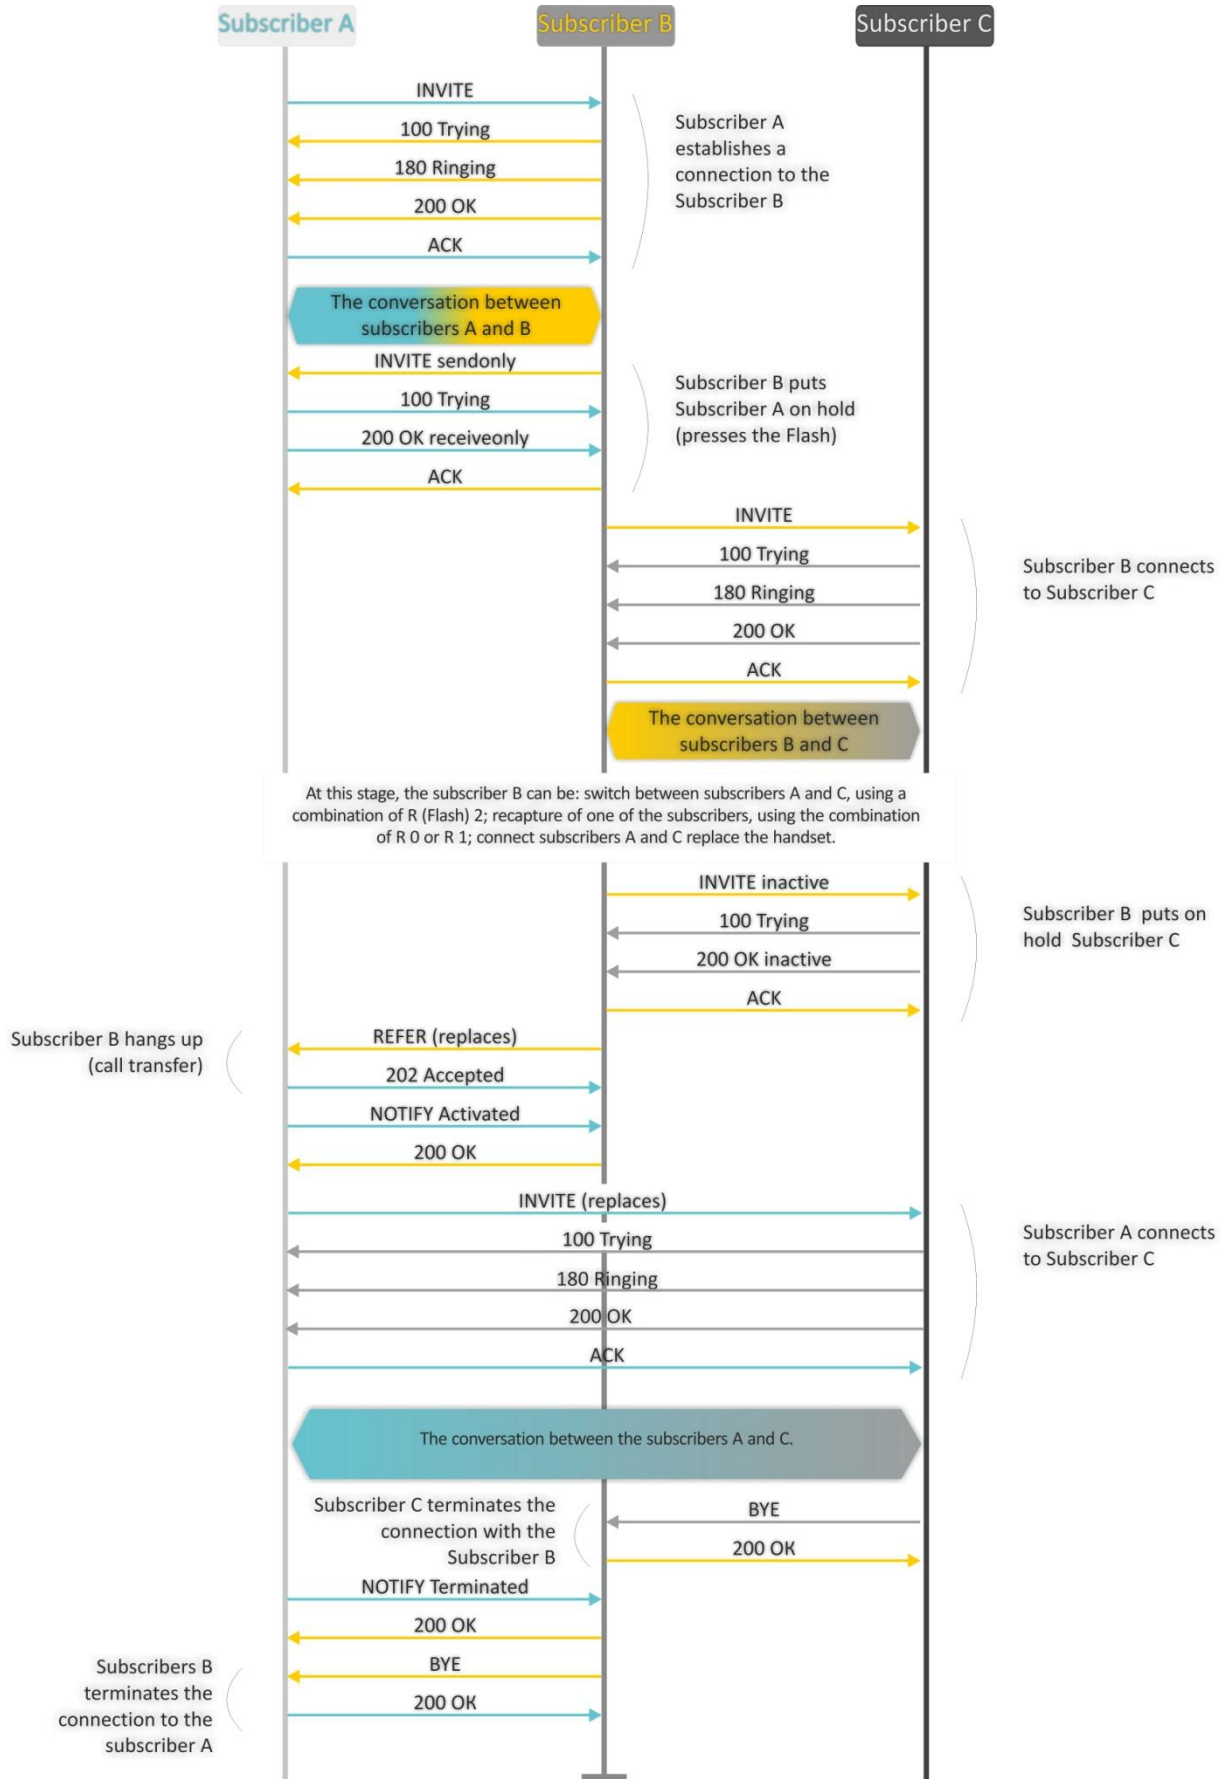 Subscriber A
Subscriber B
Subscriber C
INVITE
100 Trying
180 Ringing
200 OK
ACK
Subscriber A
establishes a
connection to the
Subscriber B
The conversation between
subscribers A and B
INVITE sendonly
100 Trying
200 OK receiveonly
ACK
Subscriber B puts
Subscriber A on hold
(presses the Flash)
INVITE
100 Trying
180 Ringing
200 OK
ACK
Subscriber B connects
to Subscriber C
The conversation between
subscribers B and C
At this stage, the subscriber B can be: switch between subscribers A and C, using a
combination of R (Flash) 2; recapture of one of the subscribers, using the combination
of R 0 or R 1; connect subscribers A and C replace the handset.
INVITE inactive
100 Trying
200 OK inactive
ACK
Subscriber B puts on
hold Subscriber C
Subscriber B hangs up
(call transfer)
REFER (replaces)
202 Accepted
NOTIFY Activated
200 OK
INVITE (replaces)
100 Trying
180 Ringing
200 OK
ACK
Subscriber A connects
to Subscriber C
The conversation between the subscribers A and C.
Subscriber C terminates the
connection with the
Subscriber B
BYE
200 OK
NOTIFY Terminated
200 OK
BYE
200 OK
Subscribers B
terminates the
connection to the
subscriber A